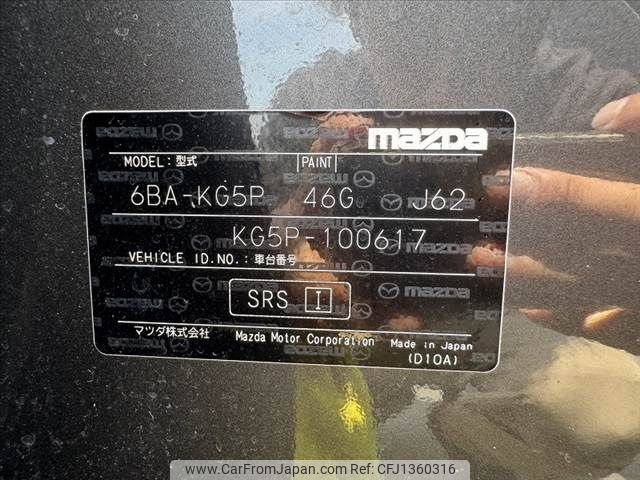 mazda
MODEL : 型式 PAINT
6BA-KG5P 46G J62
KG5P-100617
VEHICLE ID.NO. : 車台番号
SRS I
マツダ株式会社 Mazda Motor Corporation Made in Japan
(D10A)
www.CarFromJapan.com Ref No: CFJ1360316